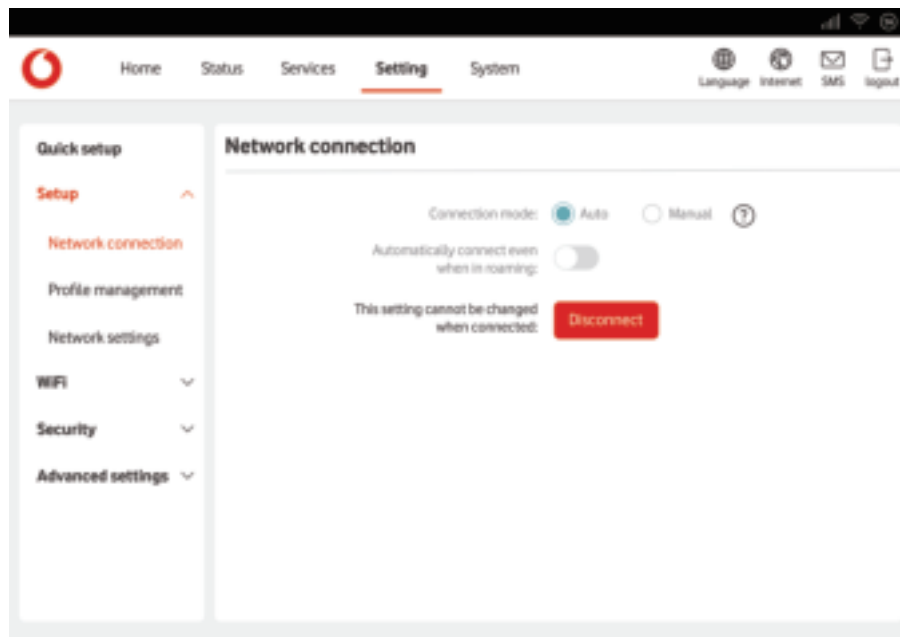 Home Status Services Setting System
Language Internet SMS logout
Quick setup
Setup
Network connection
Profile management
Network settings
WiFi
Security
Advanced settings
Network connection
Connection mode: Auto Manual ?
Automatically connect even
when in roaming:
This setting cannot be changed
when connected:
Disconnect